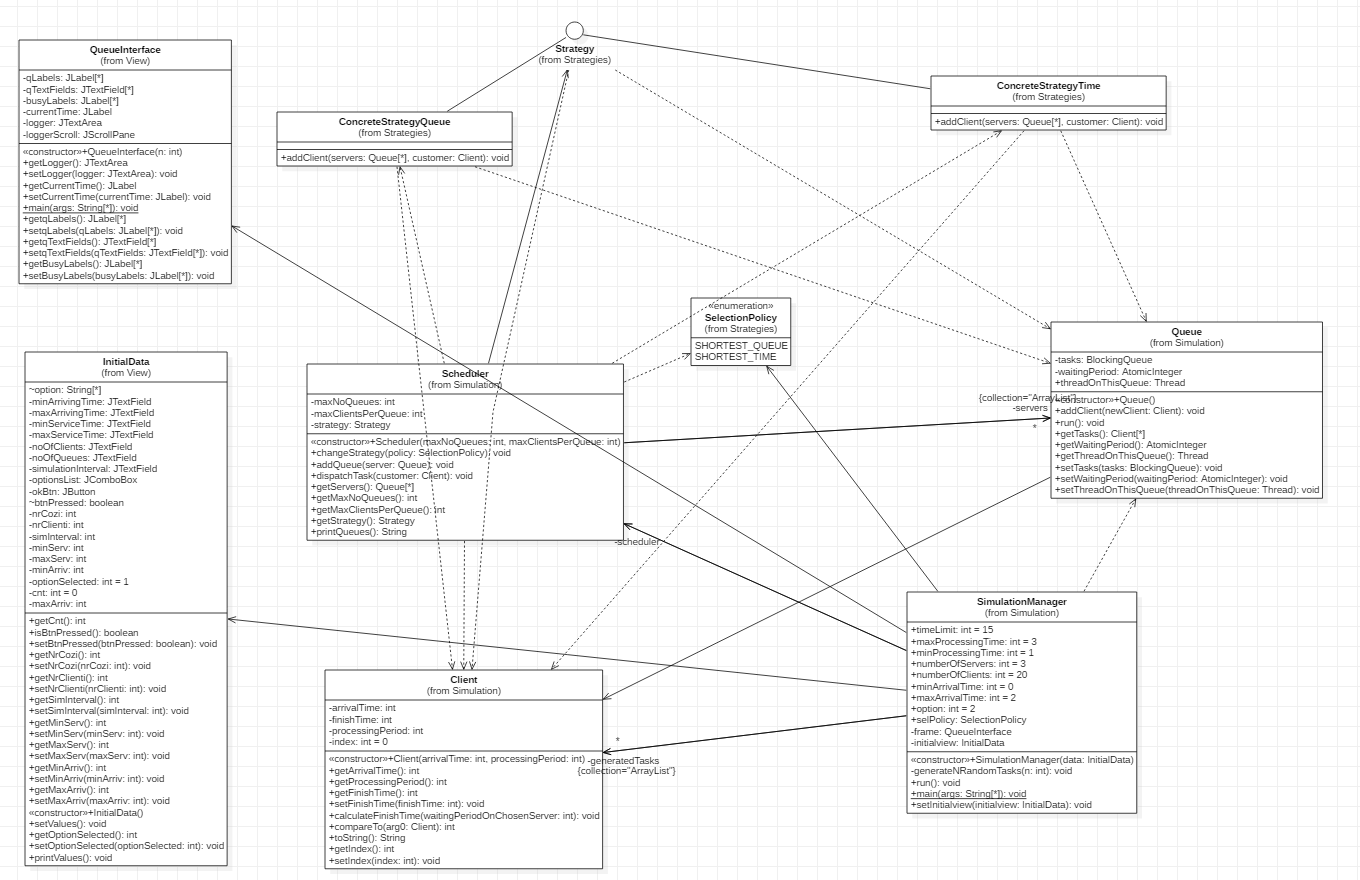 QueueInterface
(from View)
-qLabels: JLabel[*]
-qTextFields: JTextField[*]
-busyLabels: JLabel[*]
-currentTime: JLabel
-logger: JTextArea
-loggerScroll: JScrollPane
«constructor»+QueueInterface(n: int)
+getLogger(): JTextArea
+setLogger(logger: JTextArea): void
+getCurrentTime(): JLabel
+setCurrentTime(currentTime: JLabel): void
+main(args: String[*]): void
+getqLabels(): JLabel[*]
+setqLabels(qLabels: JLabel[*]): void
+getqTextFields(): JTextField[*]
+setqTextFields(qTextFields: JTextField[*]): void
+getBusyLabels(): JLabel[*]
+setBusyLabels(busyLabels: JLabel[*]): void
Strategy
(from Strategies)
ConcreteStrategyQueue
(from Strategies)
+addClient(servers: Queue[*], customer: Client): void
ConcreteStrategyTime
(from Strategies)
+addClient(servers: Queue[*], customer: Client): void
«enumeration»
SelectionPolicy
(from Strategies)
SHORTEST_QUEUE
SHORTEST_TIME
Queue
(from Simulation)
-tasks: BlockingQueue
-waitingPeriod: AtomicInteger
+threadOnThisQueue: Thread
«constructor»+Queue()
+addClient(newClient: Client): void
+run(): void
+getTasks(): Client[*]
+getWaitingPeriod(): AtomicInteger
+getThreadOnThisQueue(): Thread
+setTasks(tasks: BlockingQueue): void
+setWaitingPeriod(waitingPeriod: AtomicInteger): void
+setThreadOnThisQueue(threadOnThisQueue: Thread): void
{collection="ArrayList"}
-servers
*
InitialData
(from View)
~option: String[*]
-minArrivingTime: JTextField
-maxArrivingTime: JTextField
-minServiceTime: JTextField
-maxServiceTime: JTextField
-noOfClients: JTextField
-noOfQueues: JTextField
-simulationInterval: JTextField
-optionsList: JComboBox
-okBtn: JButton
~btnPressed: boolean
-nrCozi: int
-nrClienti: int
-simInterval: int
-minServ: int
-maxServ: int
-minArriv: int
-optionSelected: int = 1
-cnt: int = 0
-maxArriv: int
+getCnt(): int
+isBtnPressed(): boolean
+setBtnPressed(btnPressed: boolean): void
+getNrCozi(): int
+setNrCozi(nrCozi: int): void
+getNrClienti(): int
+setNrClienti(nrClienti: int): void
+getSimInterval(): int
+setSimInterval(simInterval: int): void
+getMinServ(): int
+setMinServ(minServ: int): void
+getMaxServ(): int
+setMaxServ(maxServ: int): void
+getMinArriv(): int
+setMinArriv(minArriv: int): void
+getMaxArriv(): int
+setMaxArriv(maxArriv: int): void
«constructor»+InitialData()
+setValues(): void
+getOptionSelected(): int
+setOptionSelected(optionSelected: int): void
+printValues(): void
Scheduler
(from Simulation)
-maxNoQueues: int
-maxClientsPerQueue: int
-strategy: Strategy
«constructor»+Scheduler(maxNoQueues: int, maxClientsPerQueue: int)
+changeStrategy(policy: SelectionPolicy): void
+addQueue(server: Queue): void
+dispatchTask(customer: Client): void
+getServers(): Queue[*]
+getMaxNoQueues(): int
+getMaxClientsPerQueue(): int
+getStrategy(): Strategy
+printQueues(): String
-scheduler
SimulationManager
(from Simulation)
+timeLimit: int = 15
+maxProcessingTime: int = 3
+minProcessingTime: int = 1
+numberOfServers: int = 3
+numberOfClients: int = 20
+minArrivalTime: int = 0
+maxArrivalTime: int = 2
+option: int = 2
+selPolicy: SelectionPolicy
-frame: QueueInterface
-initialview: InitialData
«constructor»+SimulationManager(data: InitialData)
-generateNRandomTasks(n: int): void
+run(): void
+main(args: String[*]): void
+setInitialview(initialview: InitialData): void
Client
(from Simulation)
-arrivalTime: int
-finishTime: int
-processingPeriod: int
-index: int = 0
«constructor»+Client(arrivalTime: int, processingPeriod: int)
+getArrivalTime(): int
+getProcessingPeriod(): int
+getFinishTime(): int
+setFinishTime(finishTime: int): void
+calculateFinishTime(waitingPeriodOnChosenServer: int): void
+compareTo(arg0: Client): int
+toString(): String
+getIndex(): int
+setIndex(index: int): void
*
-generatedTasks
{collection="ArrayList"}